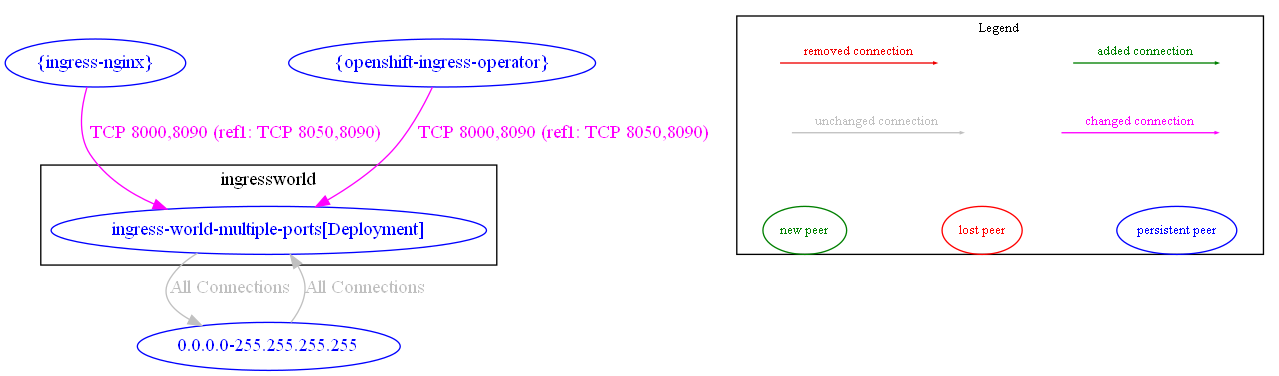 {ingress-nginx}
{openshift-ingress-operator}
TCP 8000,8090 (ref1: TCP 8050,8090)
TCP 8000,8090 (ref1: TCP 8050,8090)
ingressworld
ingress-world-multiple-ports[Deployment]
All Connections
All Connections
0.0.0.0-255.255.255.255
Legend
removed connection
added connection
unchanged connection
changed connection
new peer
lost peer
persistent peer